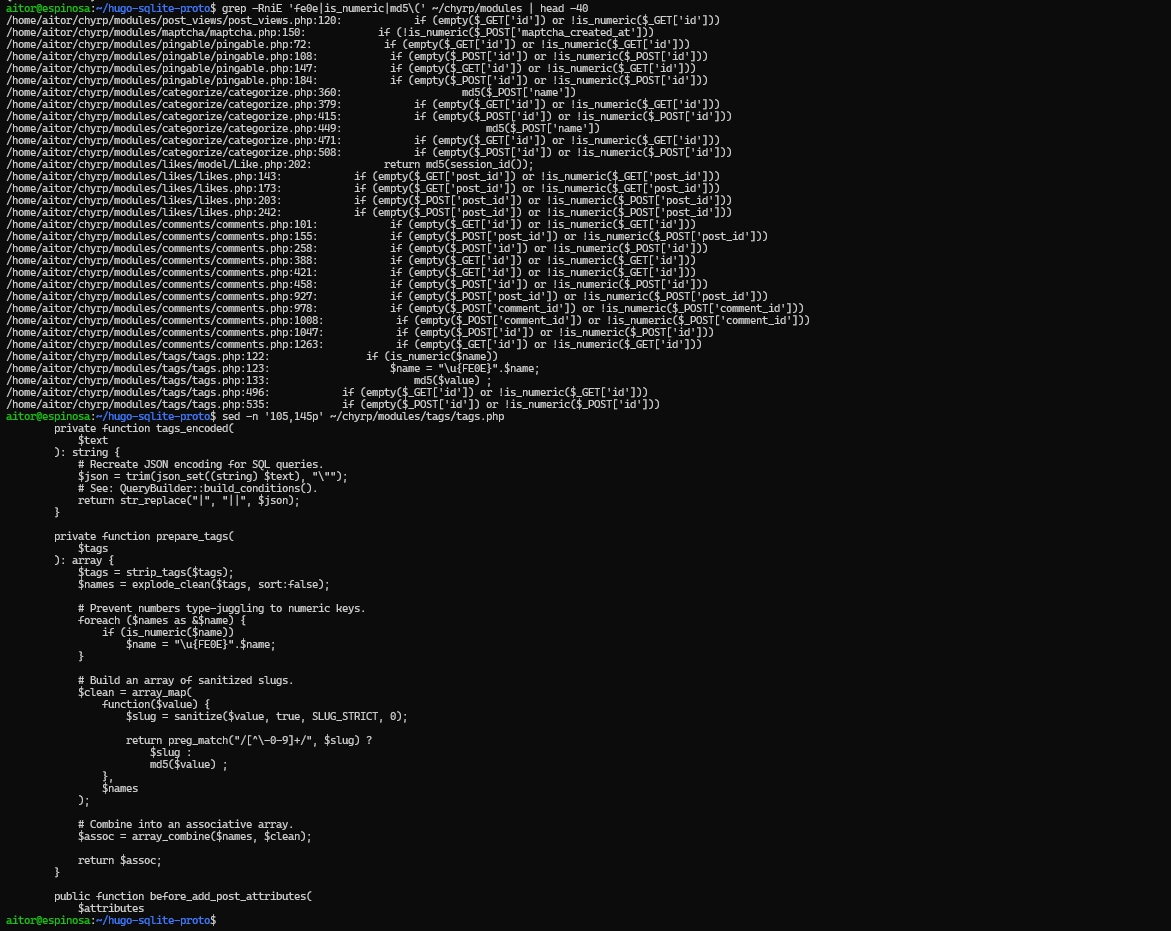 aitor@espinosa:~/hugo-sqlite-proto$ grep -RniE 'fe0e|is_numeric|md5\(' ~/chyrp/modules | head -40
/home/aitor/chyrp/modules/post_views/post_views.php:120:            if (empty($_GET['id']) or !is_numeric($_GET['id']))
/home/aitor/chyrp/modules/maptcha/maptcha.php:150:            if (!is_numeric($_POST['maptcha_created_at']))
/home/aitor/chyrp/modules/pingable/pingable.php:72:            if (empty($_GET['id']) or !is_numeric($_GET['id']))
/home/aitor/chyrp/modules/pingable/pingable.php:108:            if (empty($_POST['id']) or !is_numeric($_POST['id']))
/home/aitor/chyrp/modules/pingable/pingable.php:147:            if (empty($_GET['id']) or !is_numeric($_GET['id']))
/home/aitor/chyrp/modules/pingable/pingable.php:184:            if (empty($_POST['id']) or !is_numeric($_POST['id']))
/home/aitor/chyrp/modules/categorize/categorize.php:360:                    md5($_POST['name'])
/home/aitor/chyrp/modules/categorize/categorize.php:379:            if (empty($_GET['id']) or !is_numeric($_GET['id']))
/home/aitor/chyrp/modules/categorize/categorize.php:415:            if (empty($_POST['id']) or !is_numeric($_POST['id']))
/home/aitor/chyrp/modules/categorize/categorize.php:449:                        md5($_POST['name'])
/home/aitor/chyrp/modules/categorize/categorize.php:471:            if (empty($_GET['id']) or !is_numeric($_GET['id']))
/home/aitor/chyrp/modules/categorize/categorize.php:508:            if (empty($_POST['id']) or !is_numeric($_POST['id']))
/home/aitor/chyrp/modules/likes/model/Like.php:202:            return md5(session_id());
/home/aitor/chyrp/modules/likes/likes.php:143:            if (empty($_GET['post_id']) or !is_numeric($_GET['post_id']))
/home/aitor/chyrp/modules/likes/likes.php:173:            if (empty($_GET['post_id']) or !is_numeric($_GET['post_id']))
/home/aitor/chyrp/modules/likes/likes.php:203:            if (empty($_POST['post_id']) or !is_numeric($_POST['post_id']))
/home/aitor/chyrp/modules/likes/likes.php:242:            if (empty($_POST['post_id']) or !is_numeric($_POST['post_id']))
/home/aitor/chyrp/modules/comments/comments.php:101:            if (empty($_GET['id']) or !is_numeric($_GET['id']))
/home/aitor/chyrp/modules/comments/comments.php:155:            if (empty($_POST['post_id']) or !is_numeric($_POST['post_id']))
/home/aitor/chyrp/modules/comments/comments.php:258:            if (empty($_POST['id']) or !is_numeric($_POST['id']))
/home/aitor/chyrp/modules/comments/comments.php:388:            if (empty($_GET['id']) or !is_numeric($_GET['id']))
/home/aitor/chyrp/modules/comments/comments.php:421:            if (empty($_GET['id']) or !is_numeric($_GET['id']))
/home/aitor/chyrp/modules/comments/comments.php:458:            if (empty($_POST['id']) or !is_numeric($_POST['id']))
/home/aitor/chyrp/modules/comments/comments.php:927:            if (empty($_POST['post_id']) or !is_numeric($_POST['post_id']))
/home/aitor/chyrp/modules/comments/comments.php:978:            if (empty($_POST['comment_id']) or !is_numeric($_POST['comment_id']))
/home/aitor/chyrp/modules/comments/comments.php:1008:            if (empty($_POST['comment_id']) or !is_numeric($_POST['comment_id']))
/home/aitor/chyrp/modules/comments/comments.php:1047:            if (empty($_POST['id']) or !is_numeric($_POST['id']))
/home/aitor/chyrp/modules/comments/comments.php:1263:            if (empty($_GET['id']) or !is_numeric($_GET['id']))
/home/aitor/chyrp/modules/tags/tags.php:122:                if (is_numeric($name))
/home/aitor/chyrp/modules/tags/tags.php:123:                    $name = "\u{FE0E}".$name;
/home/aitor/chyrp/modules/tags/tags.php:133:                        md5($value) ;
/home/aitor/chyrp/modules/tags/tags.php:496:            if (empty($_GET['id']) or !is_numeric($_GET['id']))
/home/aitor/chyrp/modules/tags/tags.php:535:            if (empty($_POST['id']) or !is_numeric($_POST['id']))
aitor@espinosa:~/hugo-sqlite-proto$ sed -n '105,145p' ~/chyrp/modules/tags/tags.php
        private function tags_encoded(
            $text
        ): string {
            # Recreate JSON encoding for SQL queries.
            $json = trim(json_set((string) $text), "\"");
            # See: QueryBuilder::build_conditions().
            return str_replace("|", "||", $json);
        }

        private function prepare_tags(
            $tags
        ): array {
            $tags = strip_tags($tags);
            $names = explode_clean($tags, sort:false);

            # Prevent numbers type-juggling to numeric keys.
            foreach ($names as &$name) {
                if (is_numeric($name))
                    $name = "\u{FE0E}".$name;
            }

            # Build an array of sanitized slugs.
            $clean = array_map(
                function($value) {
                    $slug = sanitize($value, true, SLUG_STRICT, 0);

                    return preg_match("/[^\-0-9]+/", $slug) ?
                        $slug :
                        md5($value) ;
                },
                $names
            );

            # Combine into an associative array.
            $assoc = array_combine($names, $clean);

            return $assoc;
        }

        public function before_add_post_attributes(
            $attributes
aitor@espinosa:~/hugo-sqlite-proto$